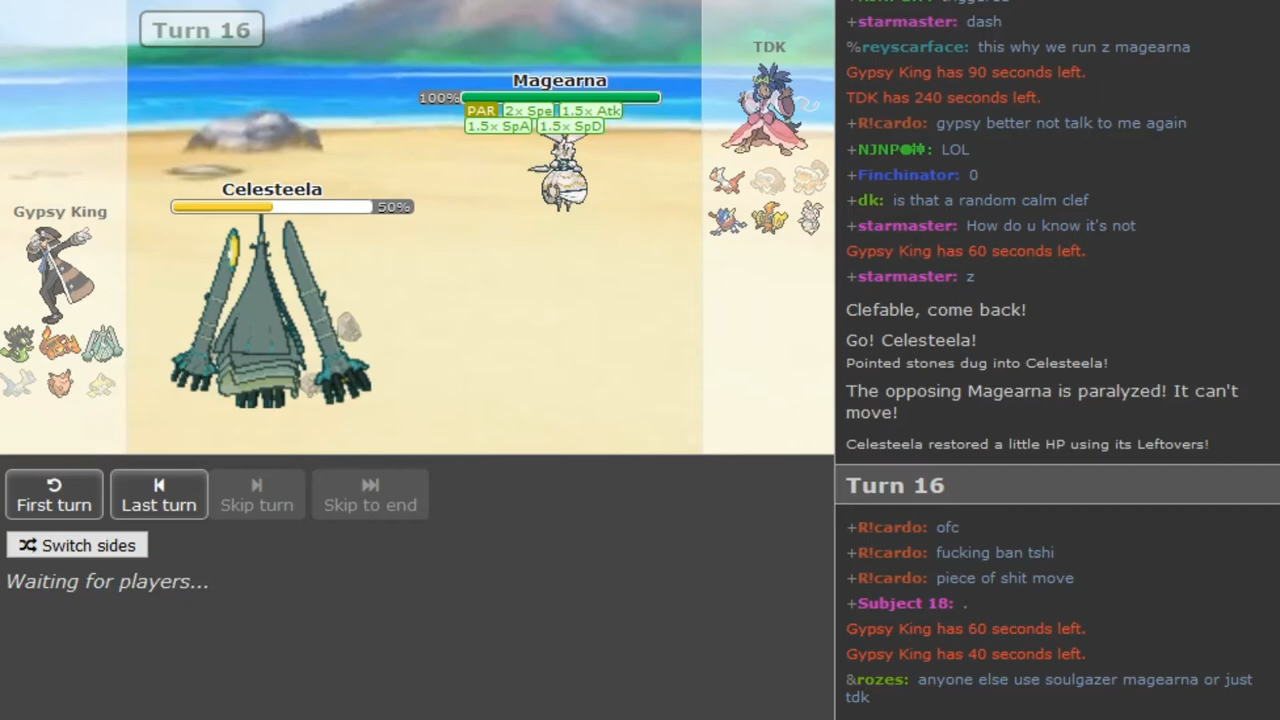 Turn 16
TDK
Magearna
100%
PAR 2x Spe 1.5x Atk
1.5x SpA 1.5x SpD
Celesteela
50%
Gypsy King
First turn
Last turn
Skip turn
Skip to end
Switch sides
Waiting for players...
+starmaster: dash
%reyscarface: this why we run z magearna
Gypsy King has 90 seconds left.
TDK has 240 seconds left.
+R!cardo: gypsy better not talk to me again
LOL
+Finchinator: 0
+dk: is that a random calm clef
+starmaster: How do u know it's not
Gypsy King has 60 seconds left.
+starmaster: z
Clefable, come back!
Go! Celesteela!
Pointed stones dug into Celesteela!
The opposing Magearna is paralyzed! It can't
move!
Celesteela restored a little HP using its Leftovers!
Turn 16
+R!cardo: ofc
+R!cardo: fucking ban tshi
+R!cardo: piece of shit move
+Subject 18: .
Gypsy King has 60 seconds left.
Gypsy King has 40 seconds left.
&rozes: anyone else use soulgazer magearna or just
tdk